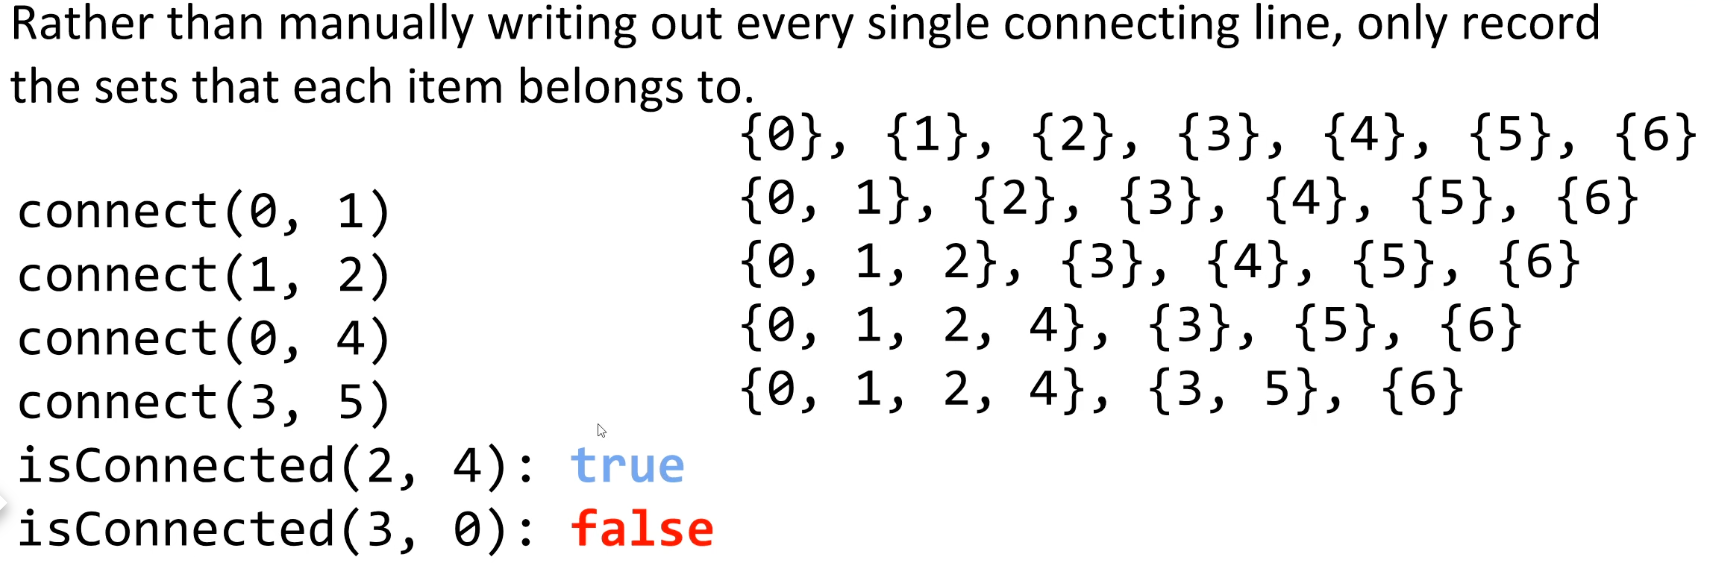 Rather than manually writing out every single connecting line, only record
the sets that each item belongs to.
{0}, {1}, {2}, {3}, {4}, {5}, {6}
connect(0, 1) {0, 1}, {2}, {3}, {4}, {5}, {6}
connect(1, 2) {0, 1, 2}, {3}, {4}, {5}, {6}
connect(0, 4) {0, 1, 2, 4}, {3}, {5}, {6}
connect(3, 5) {0, 1, 2, 4}, {3, 5}, {6}
isConnected(2, 4): true
isConnected(3, 0): false